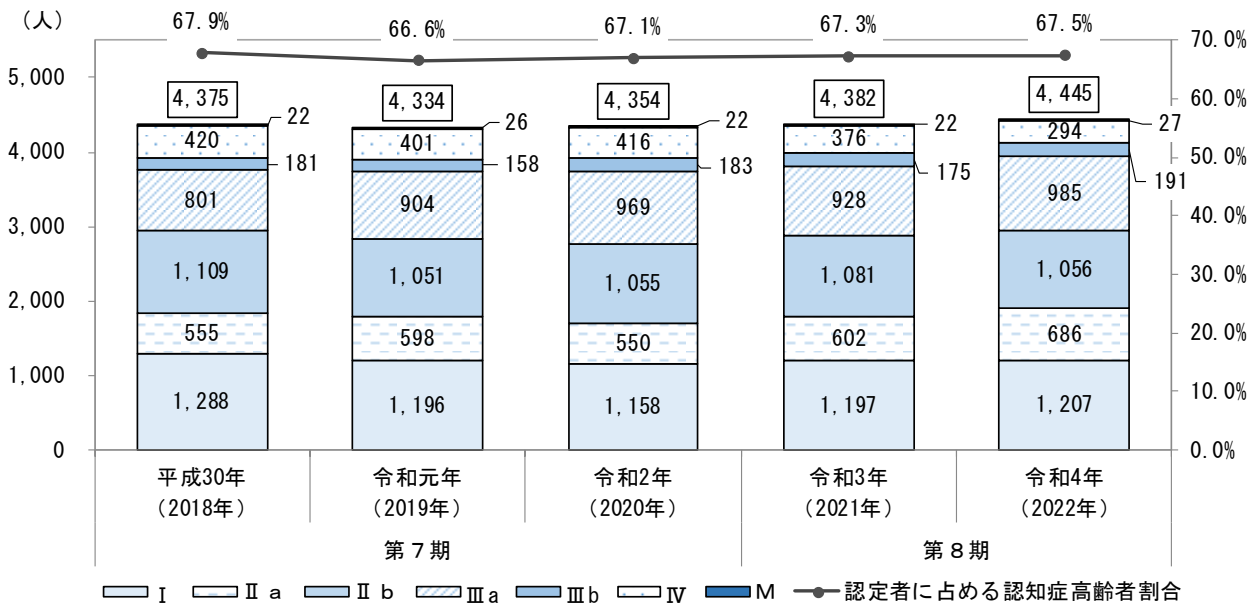 （人）
67.9% 66.6% 67.1% 67.3% 67.5%
70.0%
5,000
4,375 4,334 4,354 4,382 4,445
60.0%
22 26 22 22 27
420 401 416 376 294
4,000
181 158 183 175 191
50.0%
801 904 969 928 985
40.0%
3,000
1,109 1,051 1,055 1,081 1,056
30.0%
2,000
555 598 550 602 686
20.0%
1,000
1,288 1,196 1,158 1,197 1,207
10.0%
0
0.0%
平成30年 令和元年 令和2年 令和3年 令和4年
（2018年） （2019年） （2020年） （2021年） （2022年）
第７期 第８期
Ⅰ Ⅱａ Ⅱｂ Ⅲa Ⅲb Ⅳ Ｍ 認定者に占める認知症高齢者割合